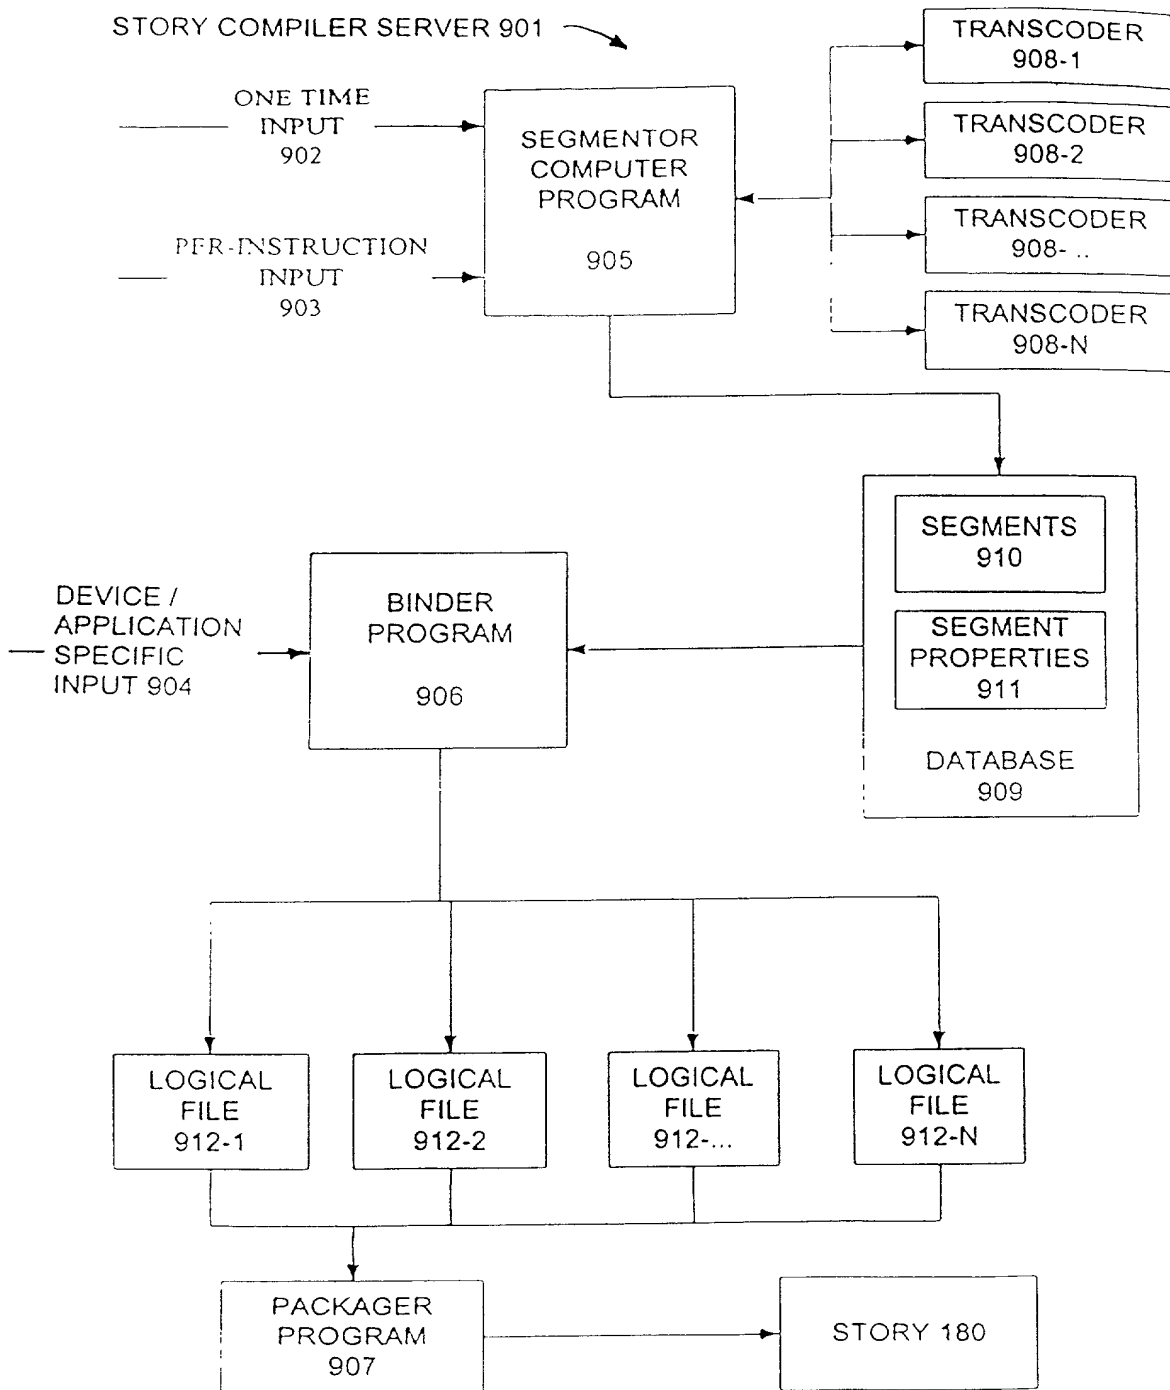 STORY COMPILER SERVER 901
ONE TIME
INPUT
902
PER-INSTRUCTION
INPUT
903
SEGMENTOR
COMPUTER
PROGRAM
905
TRANSCODER
908-1
TRANSCODER
908-2
TRANSCODER
908- ..
TRANSCODER
908-N
SEGMENTS
910
SEGMENT
PROPERTIES
911
DATABASE
909
DEVICE /
APPLICATION
SPECIFIC
INPUT 904
BINDER
PROGRAM
906
LOGICAL
FILE
912-1
LOGICAL
FILE
912-2
LOGICAL
FILE
912-...
LOGICAL
FILE
912-N
PACKAGER
PROGRAM
907
STORY 180